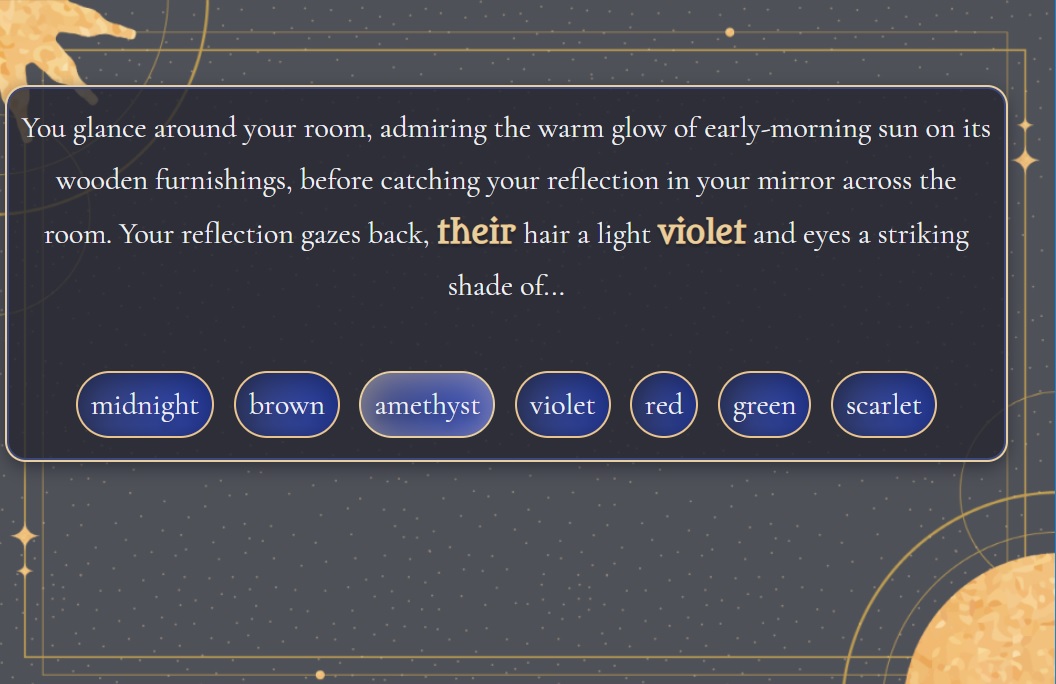 You glance around your room, admiring the warm glow of early-morning sun on its
wooden furnishings, before catching your reflection in your mirror across the
room. Your reflection gazes back, their hair a light violet and eyes a striking
shade of...
midnight brown amethyst violet red green scarlet